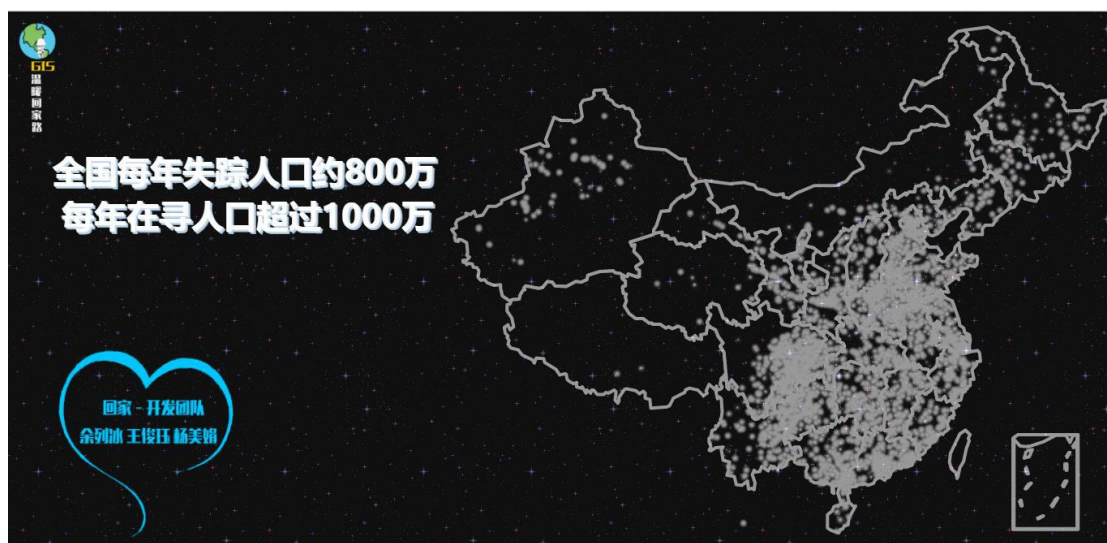 GIS
温暖回家路
全国每年失踪人口约800万
每年在寻人口超过1000万
回家 - 开发团队
余列冰 王俊珏 杨美娟